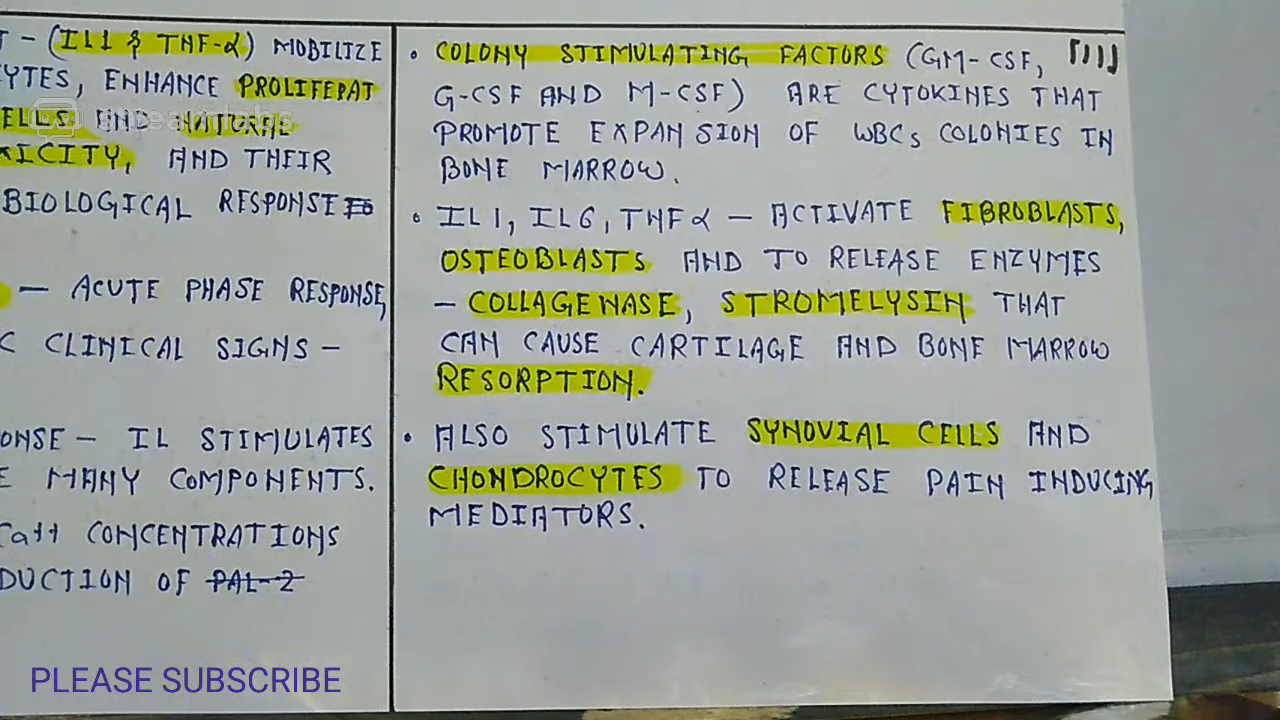 T - (IL1 & TNF-α) MOBILIZE
YTES, ENHANCE PROLIFERAT
ELLS AND NATURAL
XICITY, AND THEIR
BIOLOGICAL RESPONSE
— ACUTE PHASE RESPONSE,
C CLINICAL SIGNS —
ONSE — IL STIMULATES
E MANY COMPONENTS.
Ca++ CONCENTRATIONS
DUCTION OF PAL-2
• COLONY STIMULATING FACTORS (GM-CSF,
G-CSF AND M-CSF) ARE CYTOKINES THAT
PROMOTE EXPANSION OF WBCs COLONIES IN
BONE MARROW.
• IL1, IL6, TNFα — ACTIVATE FIBROBLASTS,
OSTEOBLASTS AND TO RELEASE ENZYMES
— COLLAGENASE, STROMELYSIN THAT
CAN CAUSE CARTILAGE AND BONE MARROW
RESORPTION.
• ALSO STIMULATE SYNOVIAL CELLS AND
CHONDROCYTES TO RELEASE PAIN INDUCING
MEDIATORS.
streamlabs
PLEASE SUBSCRIBE